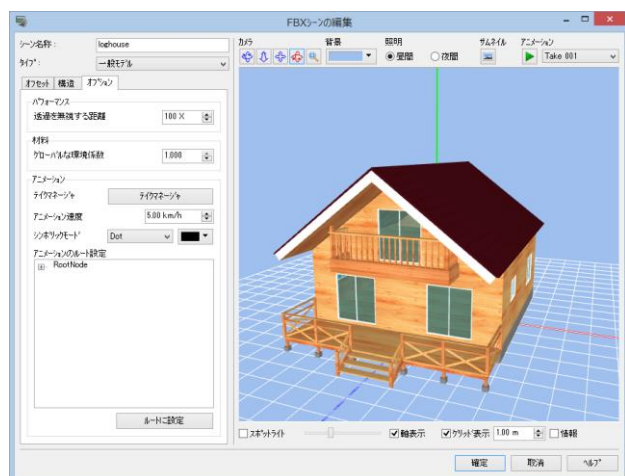 FBXシーンの編集
シーン名称: loghouse
タイプ: 一般モデル
オフセット 構造 オプション
パフォーマンス
透過を無視する距離 100 X
材料
グローバルな環境係数 1.000
アニメーション
テイクマネージャ テイクマネージャ
アニメーション速度 5.00 km/h
シンボリックモード Dot
アニメーションのルート設定
RootNode
ルートに設定
カメラ 背景 照明 サムネイル アニメーション
昼間 夜間 Take 001
スポットライト 軸表示 グリッド表示 1.00 m 情報
確定 取消 ヘルプ